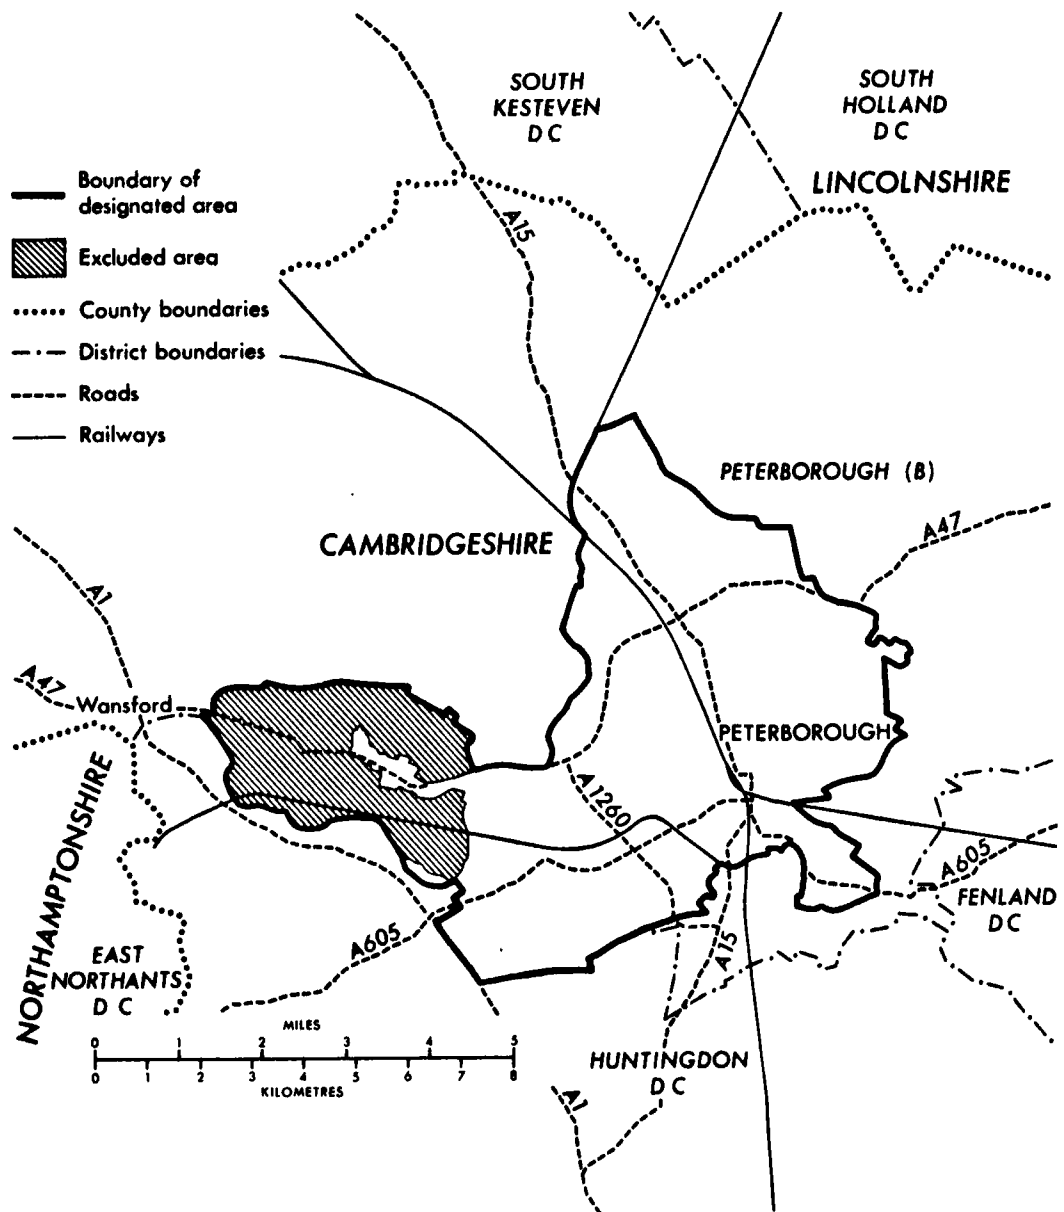 SOUTH
KESTEVEN
D C
SOUTH
HOLLAND
D C
LINCOLNSHIRE
Boundary of
designated area
Excluded area
County boundaries
District boundaries
Roads
Railways
A15
PETERBOROUGH (B)
A47
CAMBRIDGESHIRE
A1
A47
Wansford
PETERBOROUGH
NORTHAMPTONSHIRE
A1260
A605
FENLAND
D C
A605
A15
EAST
NORTHANTS
D C
MILES
0 1 2 3 4 5
0 1 2 3 4 5 6 7 8
KILOMETRES
HUNTINGDON
D C
A1